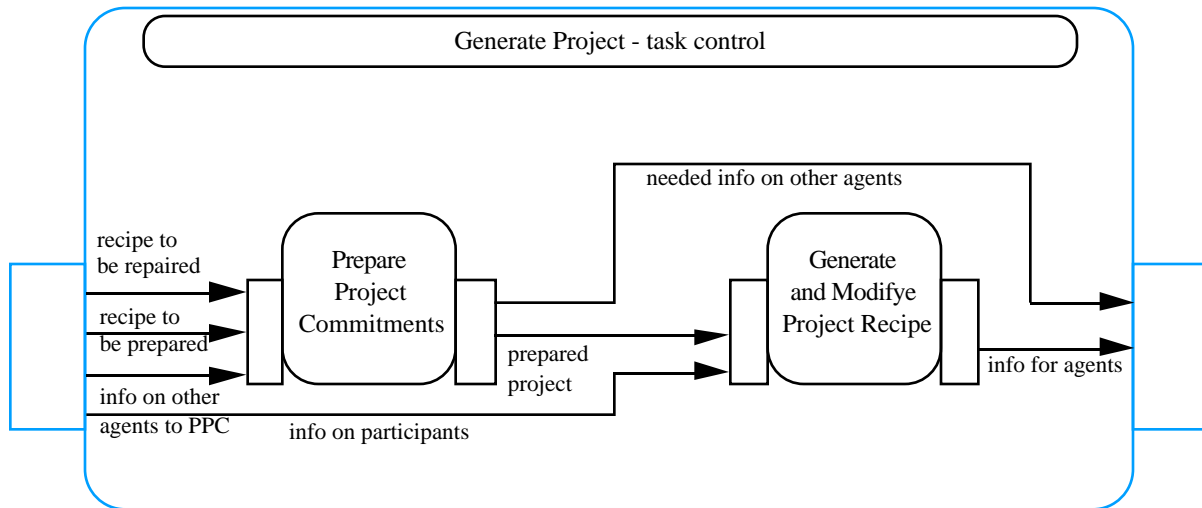 Generate Project - task control
needed info on other agents
recipe to
be repaired
Prepare
Project
Commitments
Generate
and Modifye
Project Recipe
recipe to
be prepared
prepared
project
info for agents
info on other
agents to PPC
info on participants